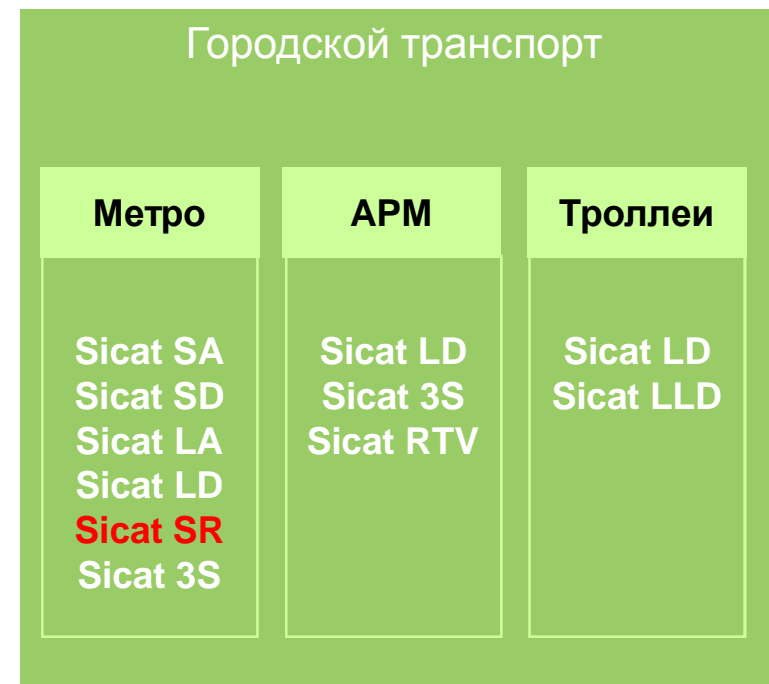 Городской транспорт
Метро
Sicat SA
Sicat SD
Sicat LA
Sicat LD
Sicat SR
Sicat 3S
АРМ
Sicat LD
Sicat 3S
Sicat RTV
Троллеи
Sicat LD
Sicat LLD